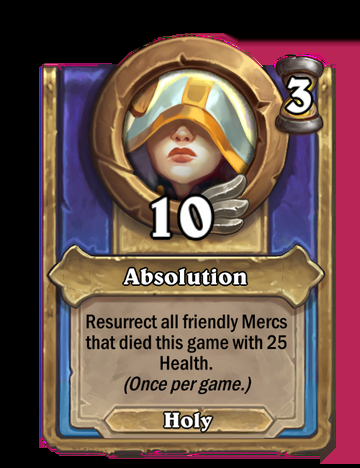 3
10
Absolution
Resurrect all friendly Mercs
that died this game with 25
Health.
(Once per game.)
Holy